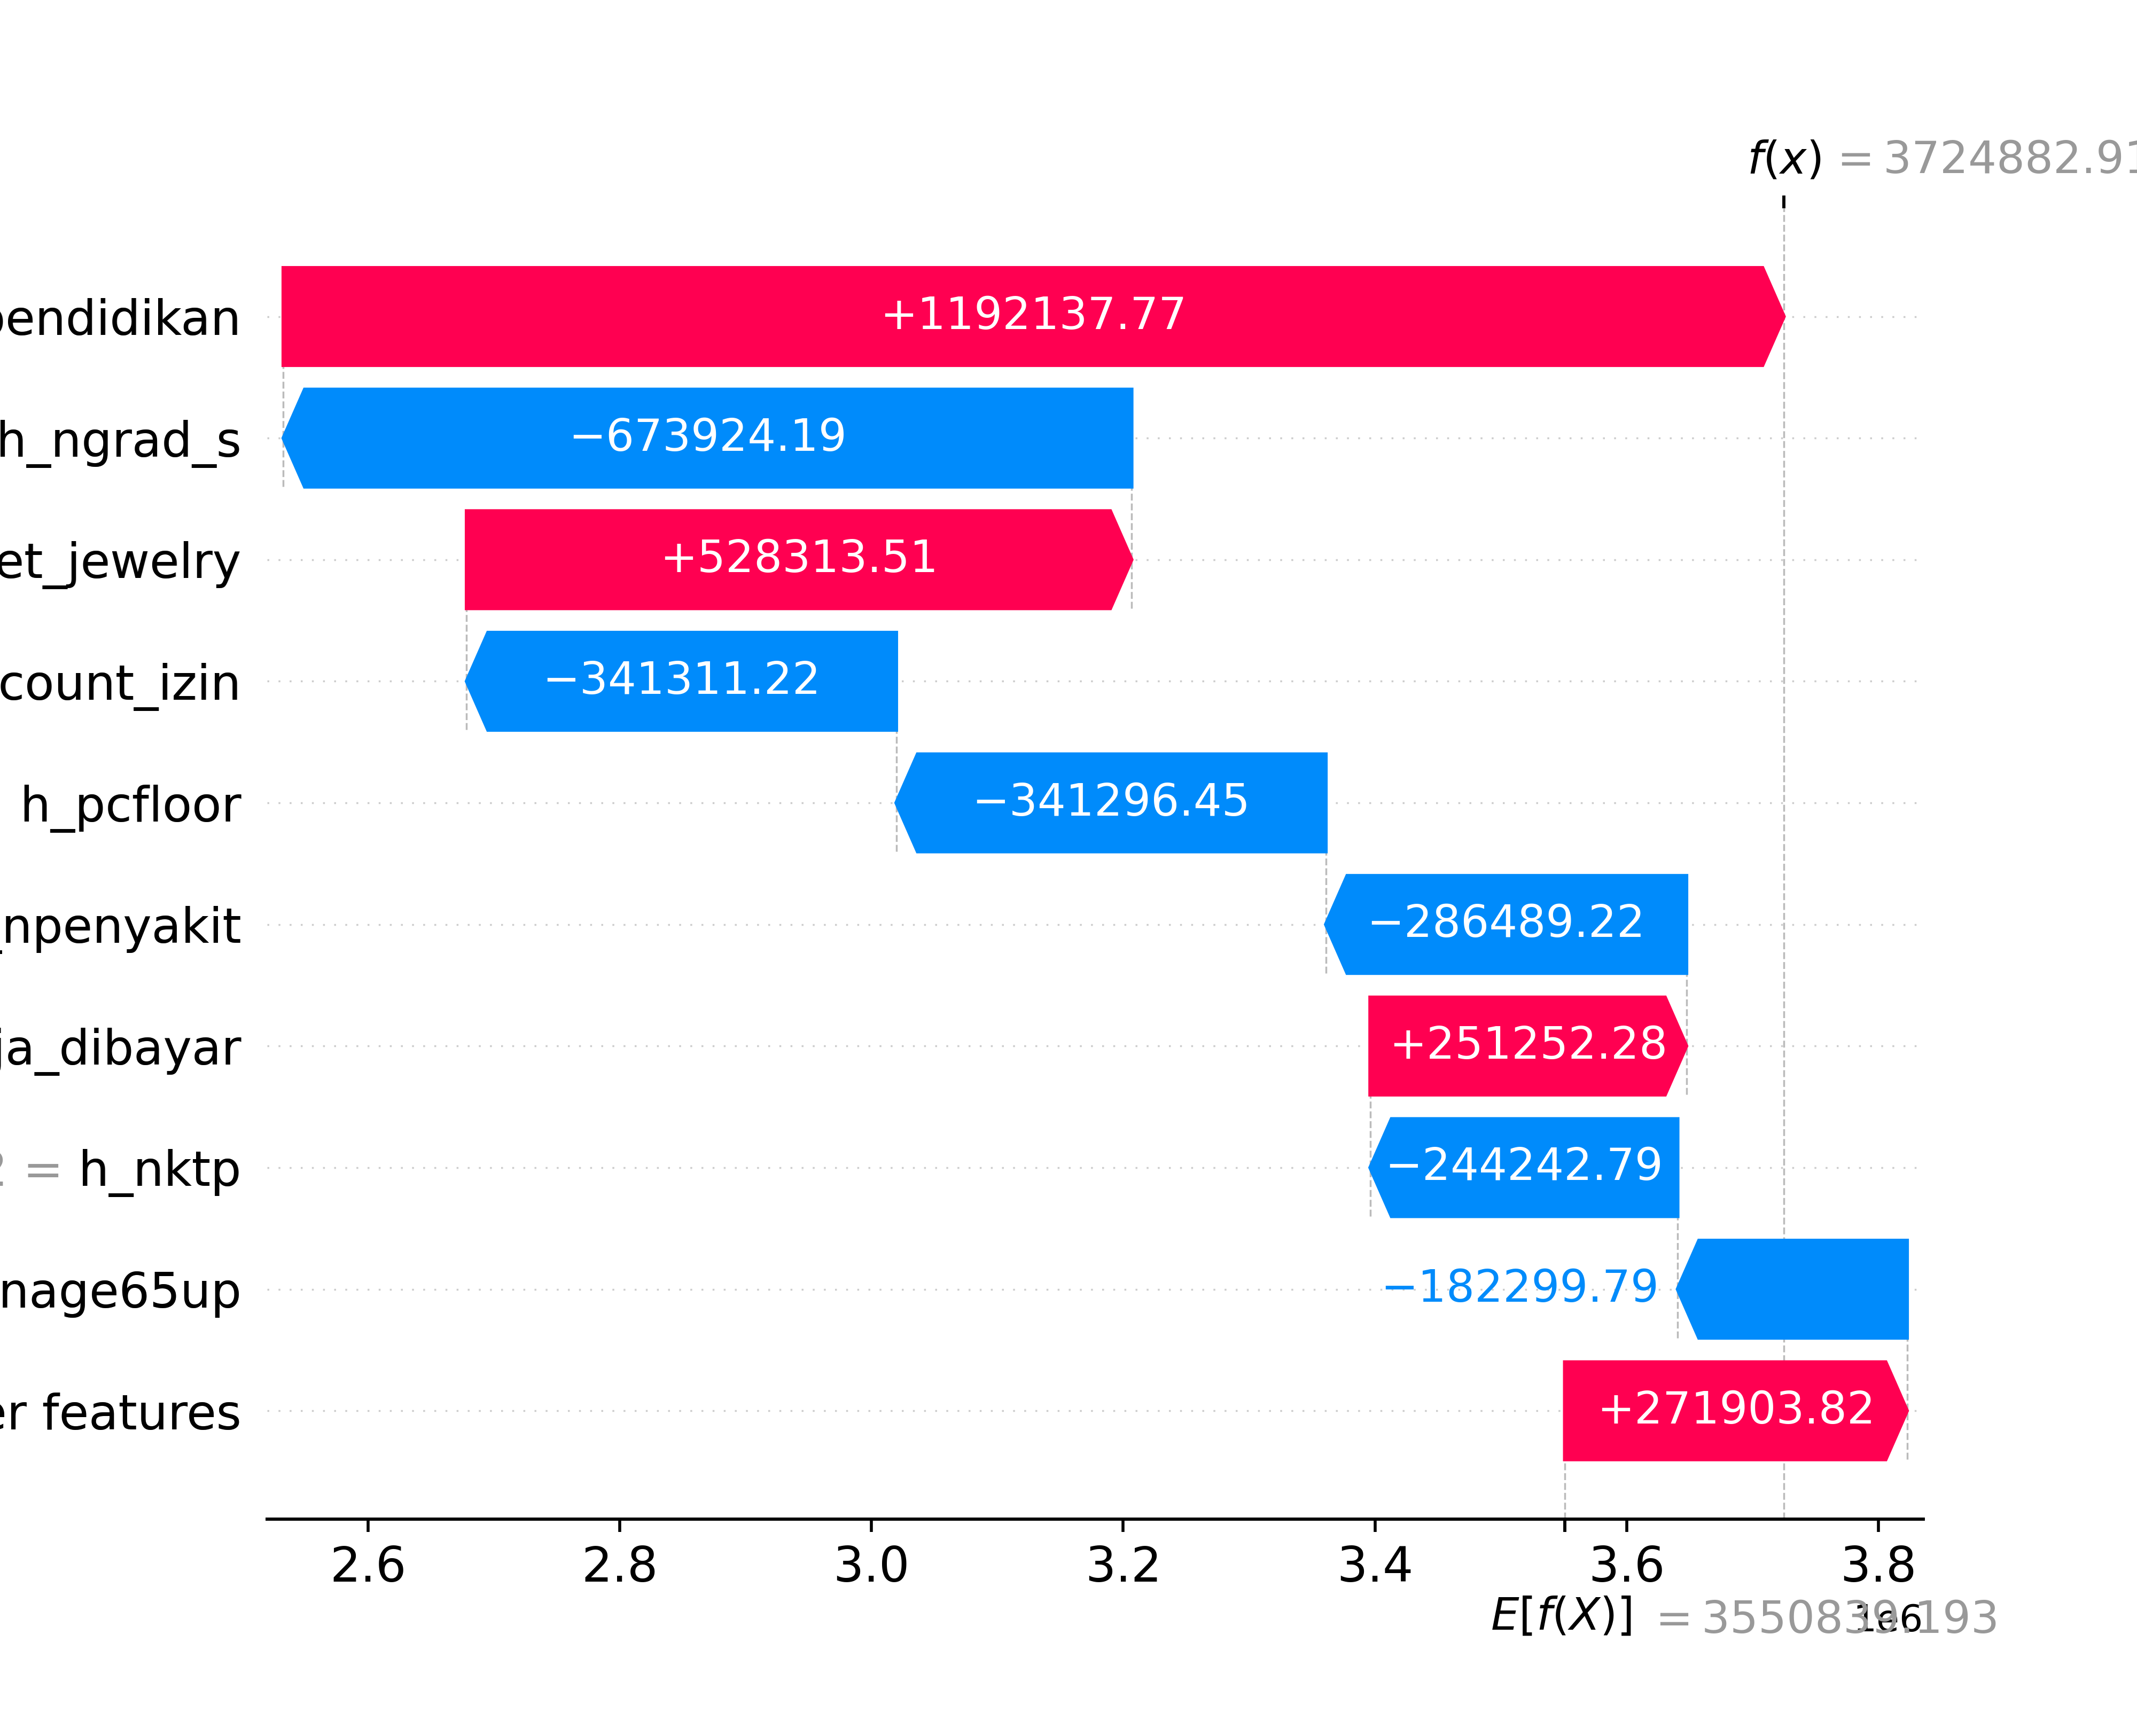 f(x) = 3724882.91
pendidikan +1192137.77
h_ngrad_s −673924.19
et_jewelry +528313.51
count_izin −341311.22
h_pcfloor −341296.45
npenyakit −286489.22
ja_dibayar +251252.28
= h_nktp −244242.79
nage65up −182299.79
er features +271903.82
2.6 2.8 3.0 3.2 3.4 3.6 3.8
E[f(X)] = 3550839.193
1e6